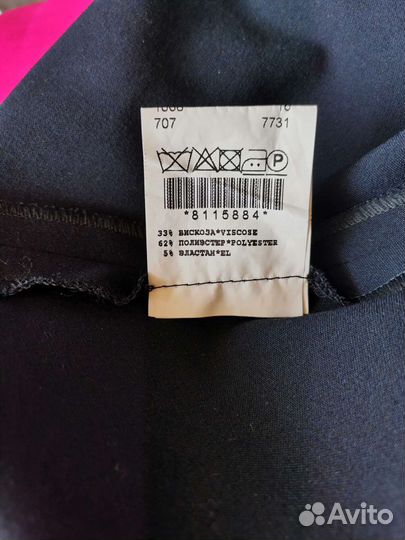 707 7731
P
*8115884*
33% ВИСКОЗА*VISCOSE
62% ПОЛИЭСТЕР*POLYESTER
5% ЭЛАСТАН*EL
Avito